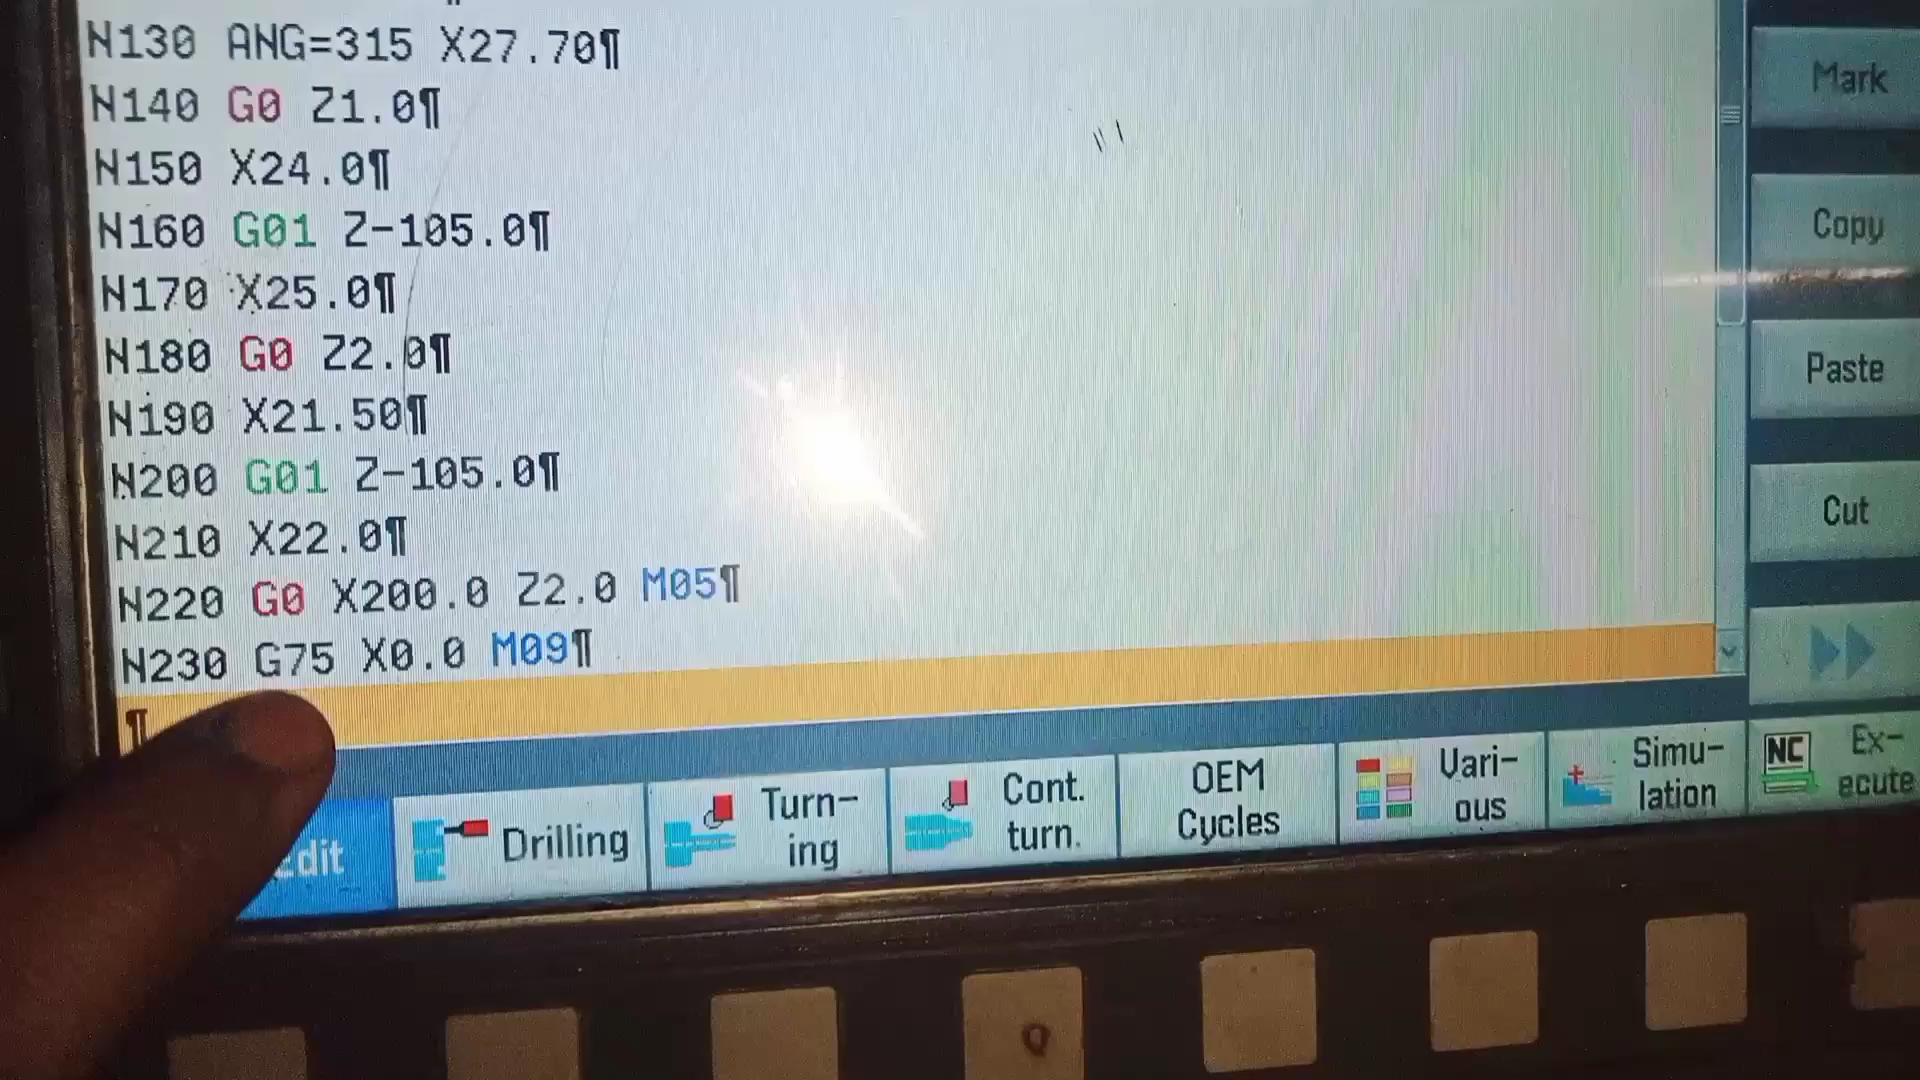 N130 ANG=315 X27.70¶
N140 G0 Z1.0¶
N150 X24.0¶
N160 G01 Z-105.0¶
N170 X25.0¶
N180 G0 Z2.0¶
N190 X21.50¶
N200 G01 Z-105.0¶
N210 X22.0¶
N220 G0 X200.0 Z2.0 M05¶
N230 G75 X0.0 M09¶
¶
Mark
Copy
Paste
Cut
Edit
Drilling
Turn-
ing
Cont.
turn.
OEM
Cycles
Vari-
ous
Simu-
lation
NC
Ex-
ecute